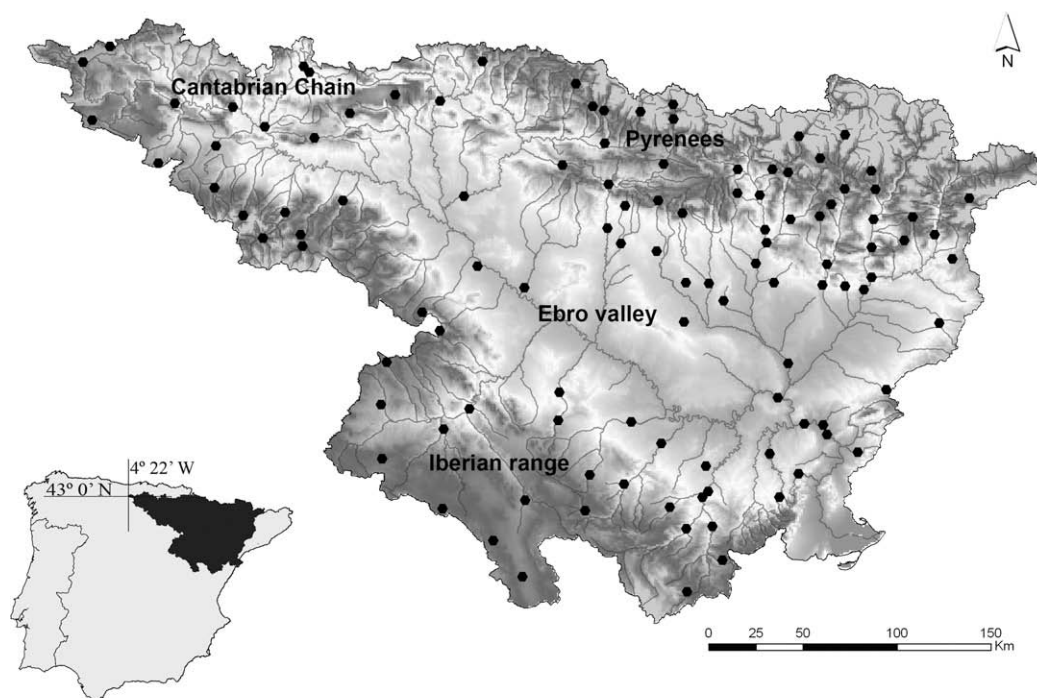 N
Cantabrian Chain
Pyrenees
Ebro valley
Iberian range
4º 22’ W
43º 0’ N
0 25 50 100 150
Km